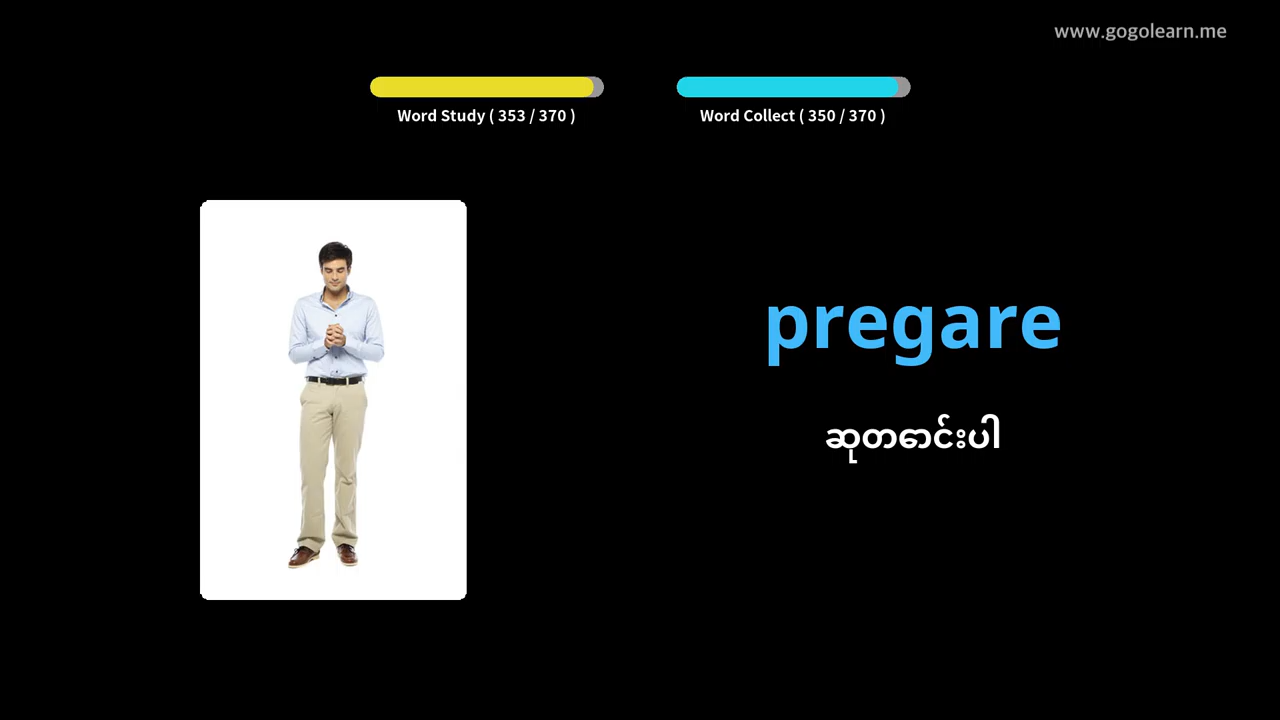 www.gogolearn.me
Word Study ( 353 / 370 )
Word Collect ( 350 / 370 )
pregare
ဆုတောင်းပါ